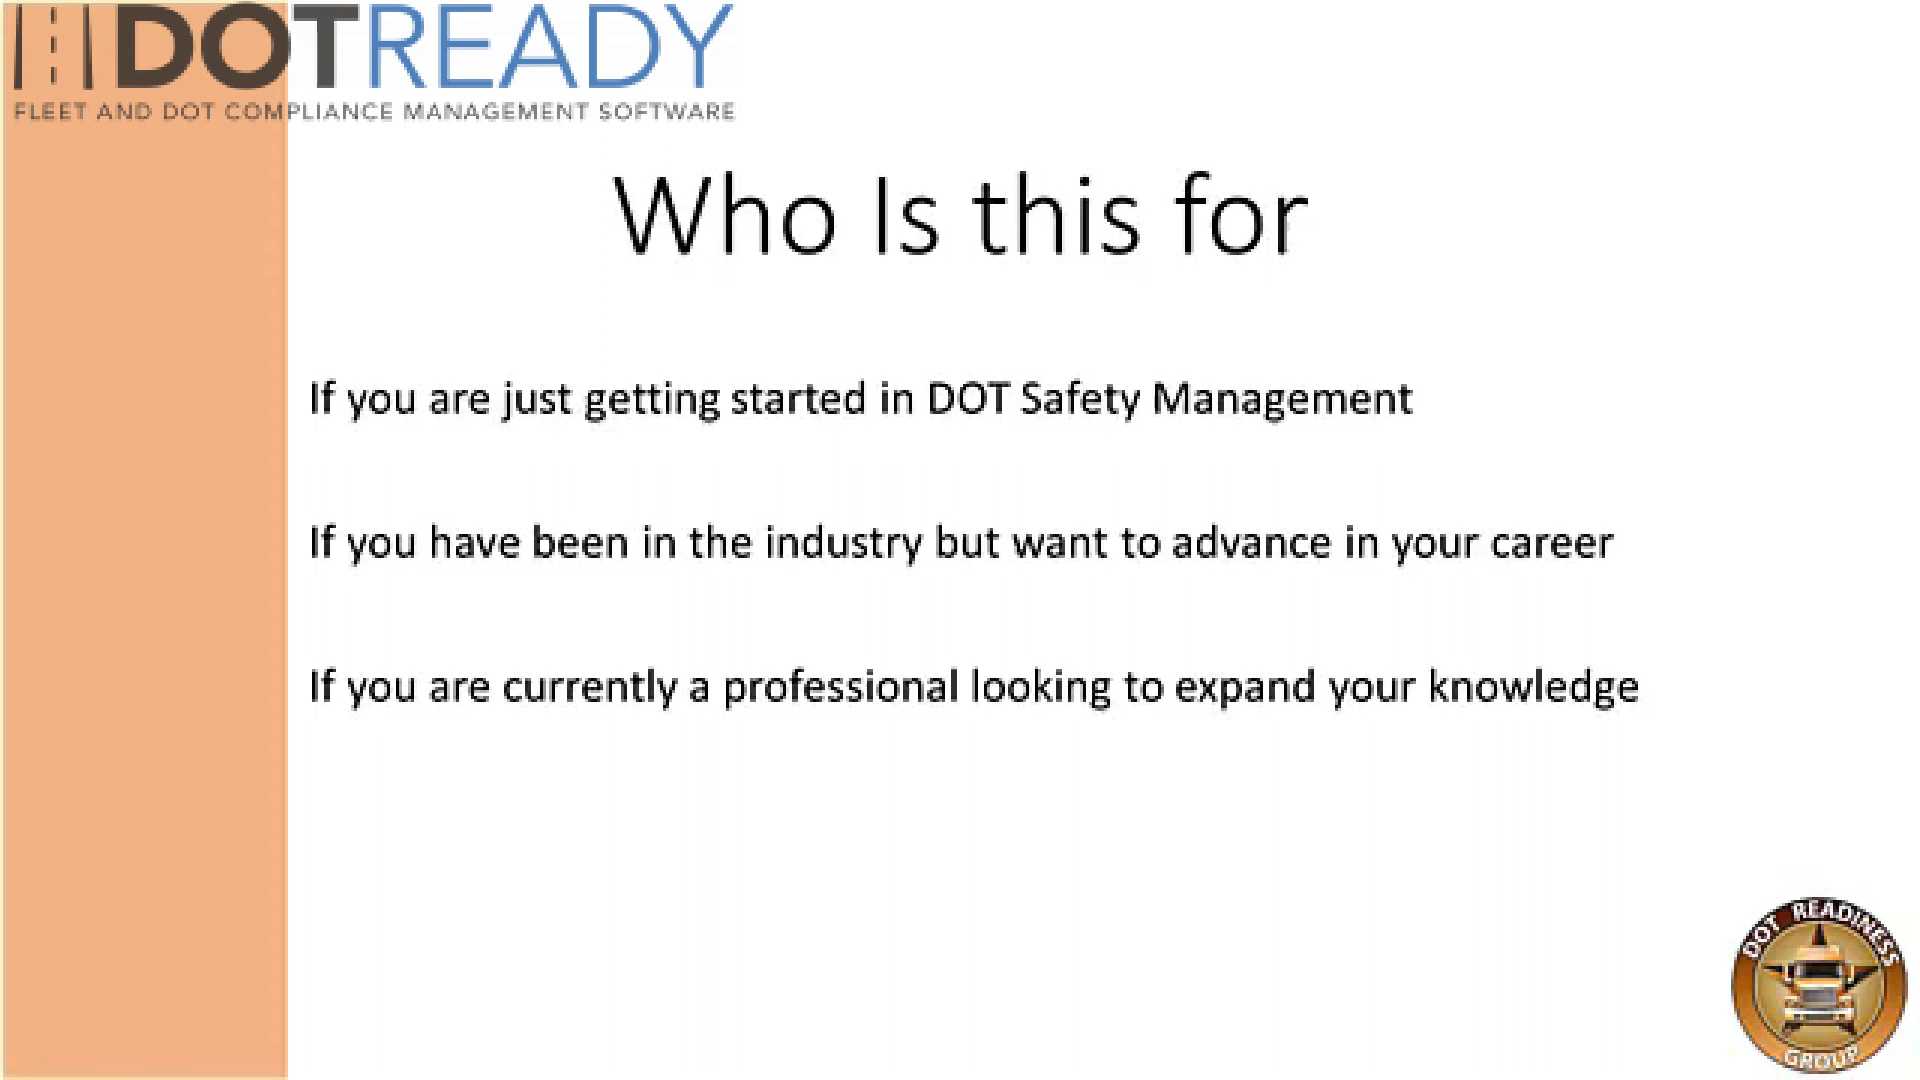 DOTREADY
FLEET AND DOT COMPLIANCE MANAGEMENT SOFTWARE
Who Is this for
If you are just getting started in DOT Safety Management
If you have been in the industry but want to advance in your career
If you are currently a professional looking to expand your knowledge
DOT READINESS
GROUP